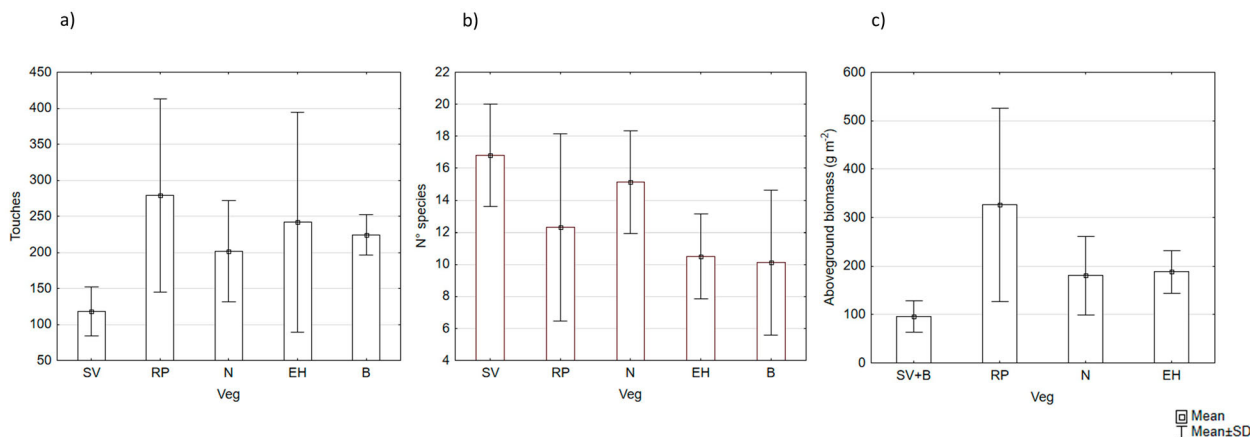 a)
b)
c)
Touches
450
400
350
300
250
200
150
100
50
SV RP N EH B
Veg
N° species
22
20
18
16
14
12
10
8
6
4
SV RP N EH B
Veg
Aboveground biomass (g m-2)
600
500
400
300
200
100
0
SV+B RP N EH
Veg
Mean
Mean±SD